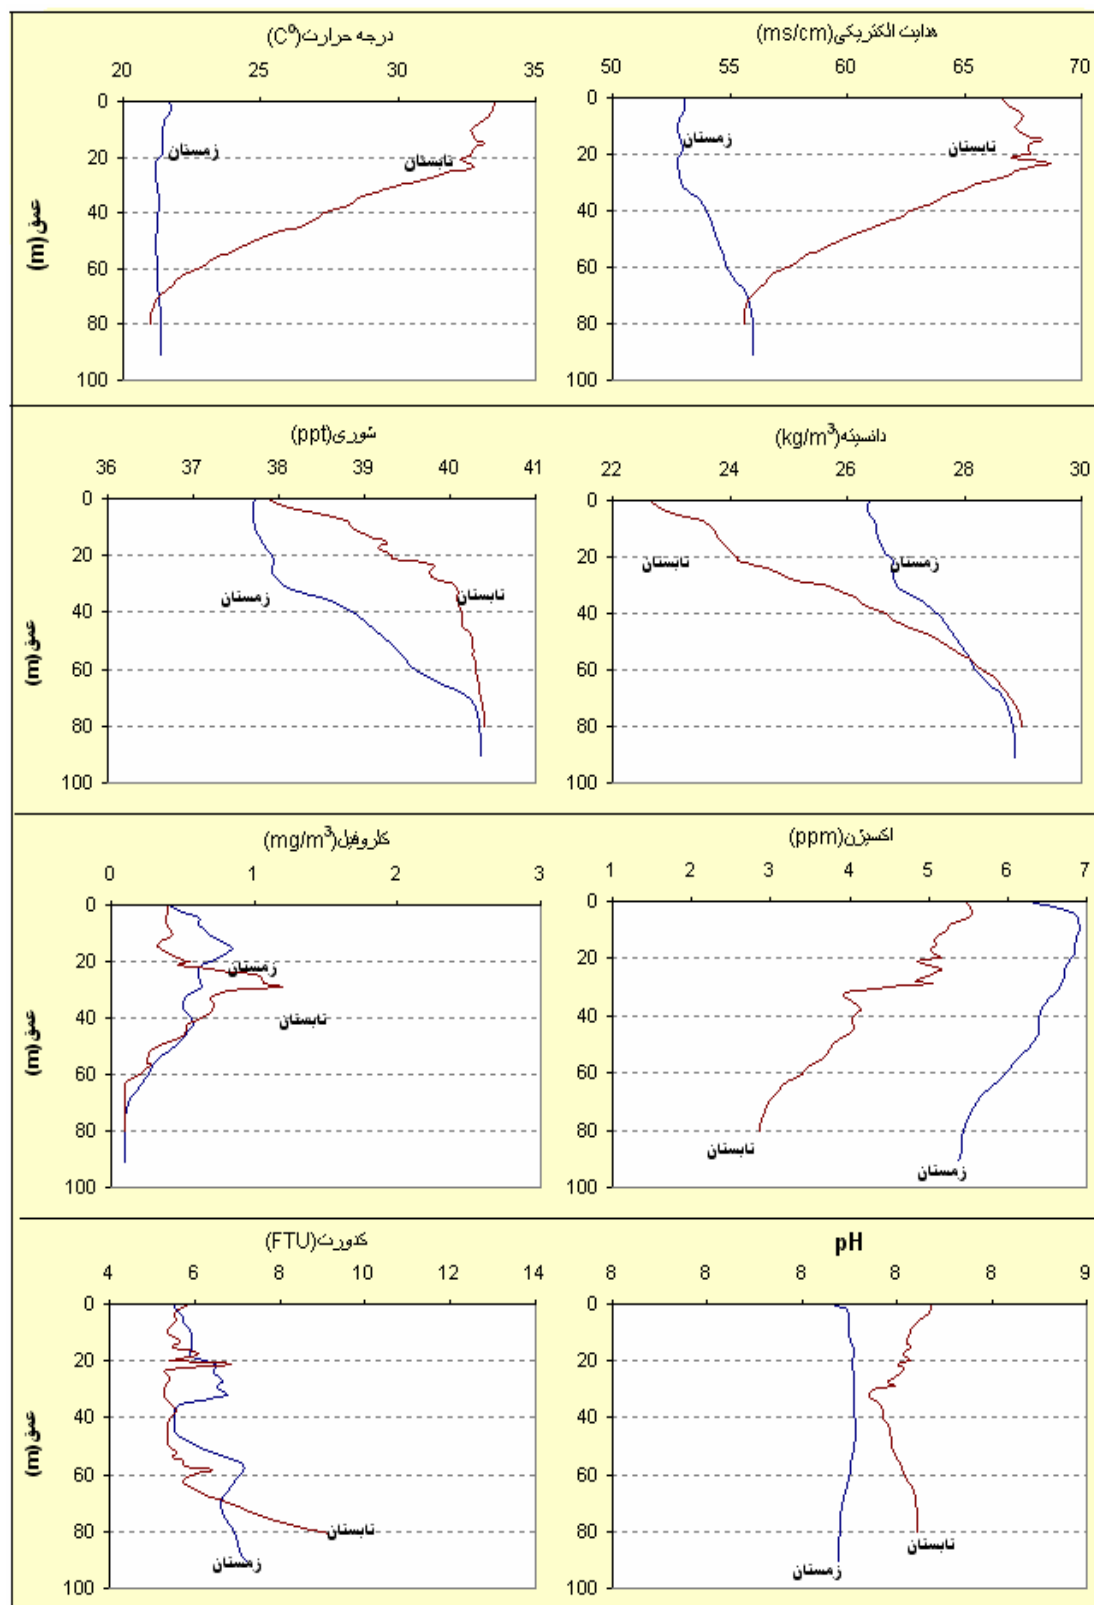 درجه حرارت(C⁰)
20 25 30 35
0
20
40
60
80
100
عمق (m)
زمستان
تابستان
هدایت الکتریکی(ms/cm)
50 55 60 65 70
0
20
40
60
80
100
زمستان
تابستان
شوری(ppt)
36 37 38 39 40 41
0
20
40
60
80
100
عمق (m)
زمستان
تابستان
دانسیته(kg/m³)
22 24 26 28 30
0
20
40
60
80
100
تابستان
زمستان
کلروفیل(mg/m³)
0 1 2 3
0
20
40
60
80
100
عمق (m)
زمستان
تابستان
اکسیژن(ppm)
1 2 3 4 5 6 7
0
20
40
60
80
100
تابستان
زمستان
کدورت(FTU)
4 6 8 10 12 14
0
20
40
60
80
100
عمق (m)
تابستان
زمستان
pH
8 8 8 8 8 9
0
20
40
60
80
100
تابستان
زمستان